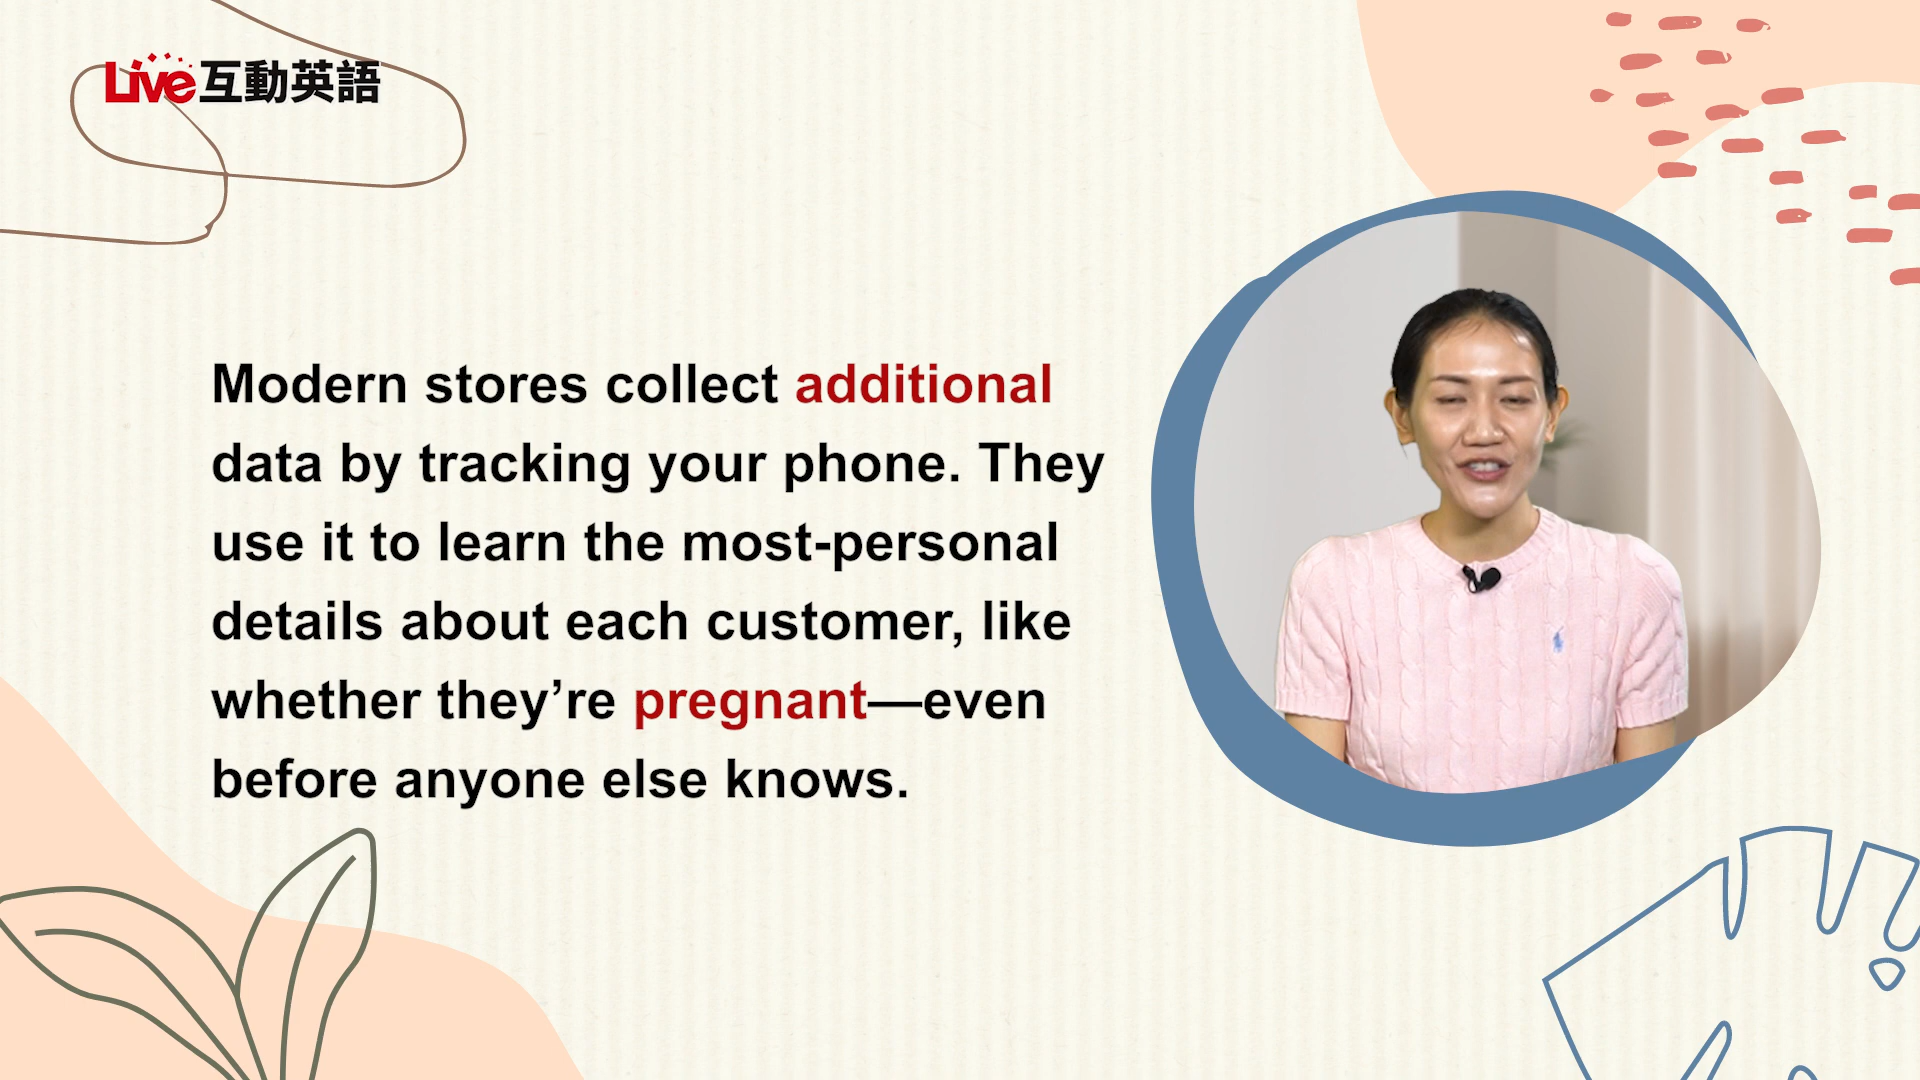 Live互動英語
Modern stores collect additional
data by tracking your phone. They
use it to learn the most-personal
details about each customer, like
whether they’re pregnant—even
before anyone else knows.